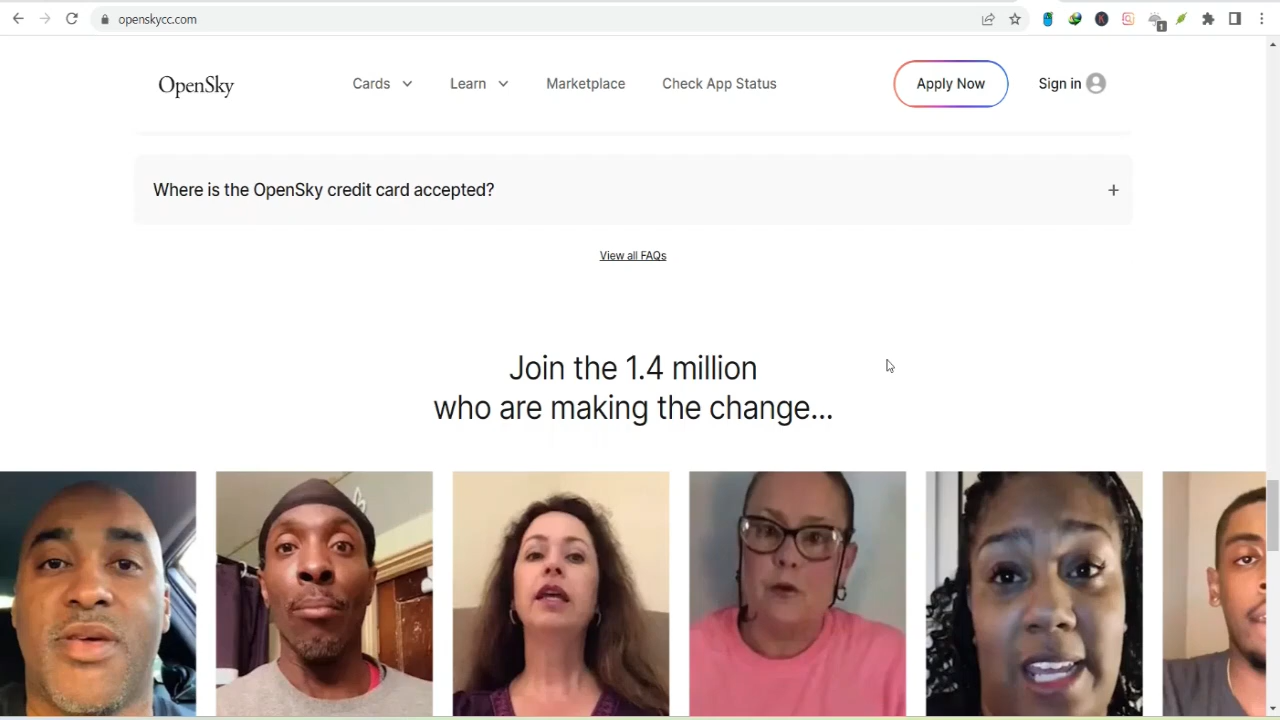 openskycc.com
1
OpenSky Cards Learn Marketplace Check App Status Apply Now Sign in
Where is the OpenSky credit card accepted? +
View all FAQs
Join the 1.4 million
who are making the change...